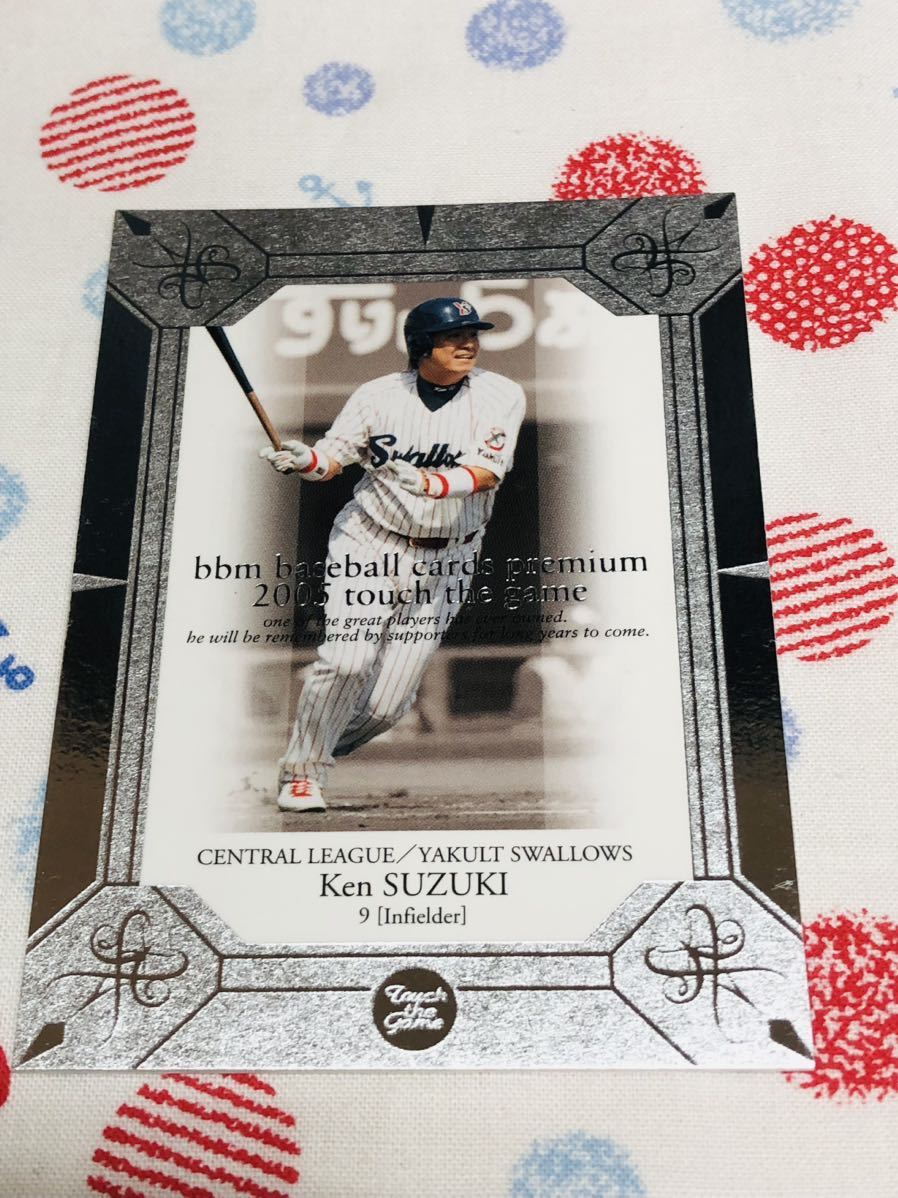 Swallo
Yakult
bbm baseball cards premium
2005 touch the game
one of the great players has ever owned.
he will be remembered by supporters for long years to come.
CENTRAL LEAGUE／YAKULT SWALLOWS
Ken SUZUKI
9 [Infielder]
Touch
the
Game